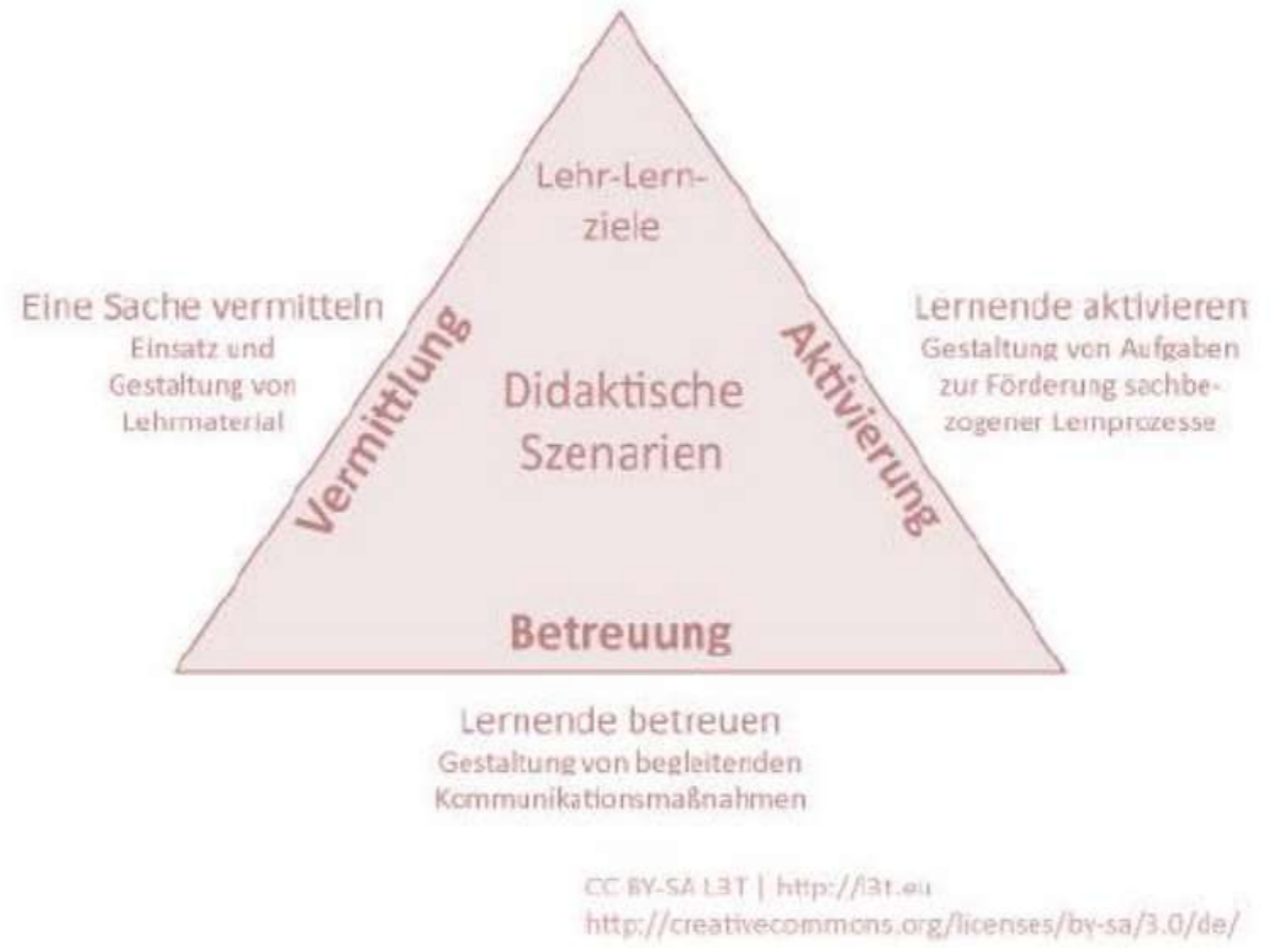 Lehr-Lern-
ziele
Eine Sache vermitteln
Einsatz und
Gestaltung von
Lehrmaterial
Vermittlung
Didaktische
Szenarien
Aktivierung
Lernende aktivieren
Gestaltung von Aufgaben
zur Förderung sachbe-
zogener Lernprozesse
Betreuung
Lernende betreuen
Gestaltung von begleitenden
Kommunikationsmaßnahmen
CC BY-SA L3T | http://l3t.eu
http://creativecommons.org/licenses/by-sa/3.0/de/